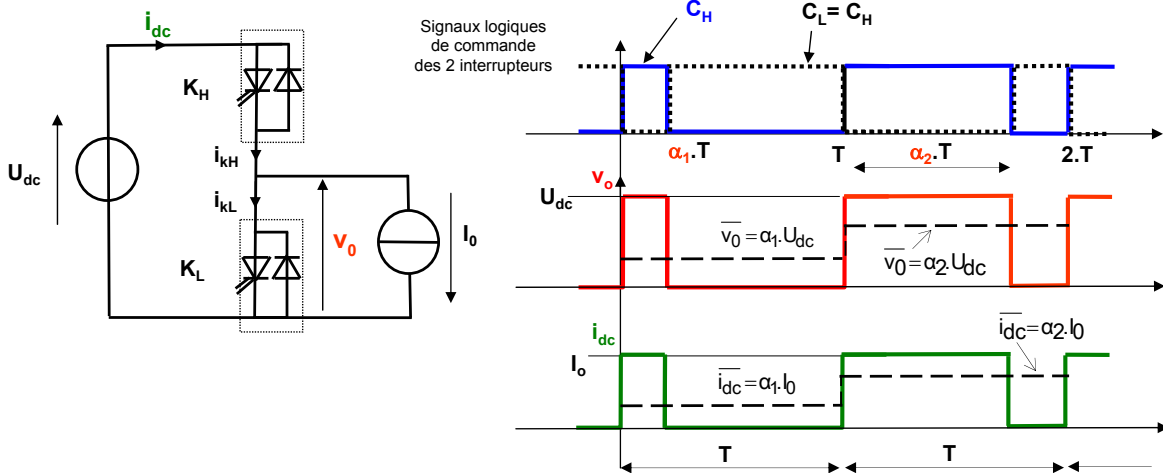 i_dc
K_H
i_kH
U_dc
i_kL
v_0
I_0
K_L
Signaux logiques
de commande
des 2 interrupteurs
C_H
C_L= C_H
α_1.T
T
α_2.T
2.T
v_o
U_dc
v_0=α_1.U_dc
v_0=α_2.U_dc
i_dc
I_o
i_dc=α_1.I_0
i_dc=α_2.I_0
T
T